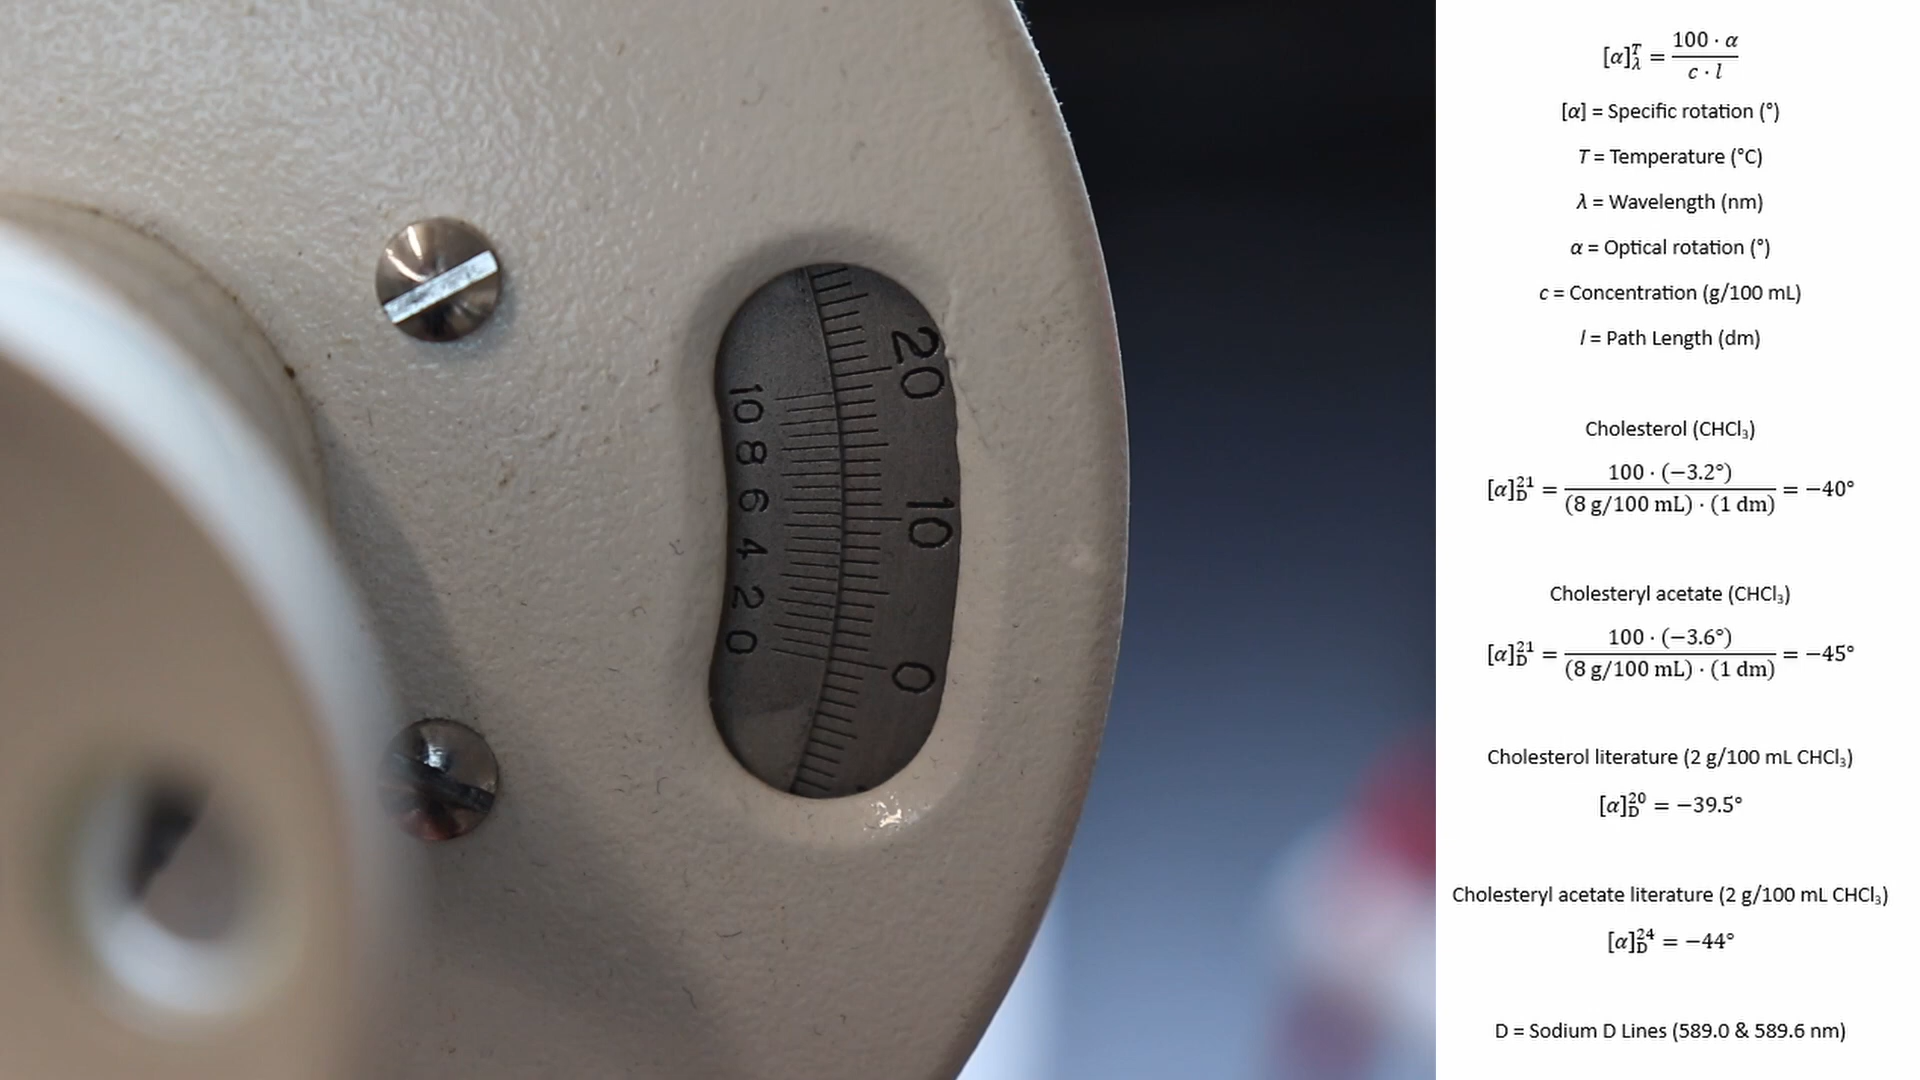 20
10
0
10
8
6
4
2
0
[α]^T_λ = 100 · α / c · l
[α] = Specific rotation (°)
T = Temperature (°C)
λ = Wavelength (nm)
α = Optical rotation (°)
c = Concentration (g/100 mL)
l = Path Length (dm)
Cholesterol (CHCl₃)
[α]^21_D = 100 · (−3.2°) / (8 g/100 mL) · (1 dm) = −40°
Cholesteryl acetate (CHCl₃)
[α]^21_D = 100 · (−3.6°) / (8 g/100 mL) · (1 dm) = −45°
Cholesterol literature (2 g/100 mL CHCl₃)
[α]^20_D = −39.5°
Cholesteryl acetate literature (2 g/100 mL CHCl₃)
[α]^24_D = −44°
D = Sodium D Lines (589.0 & 589.6 nm)